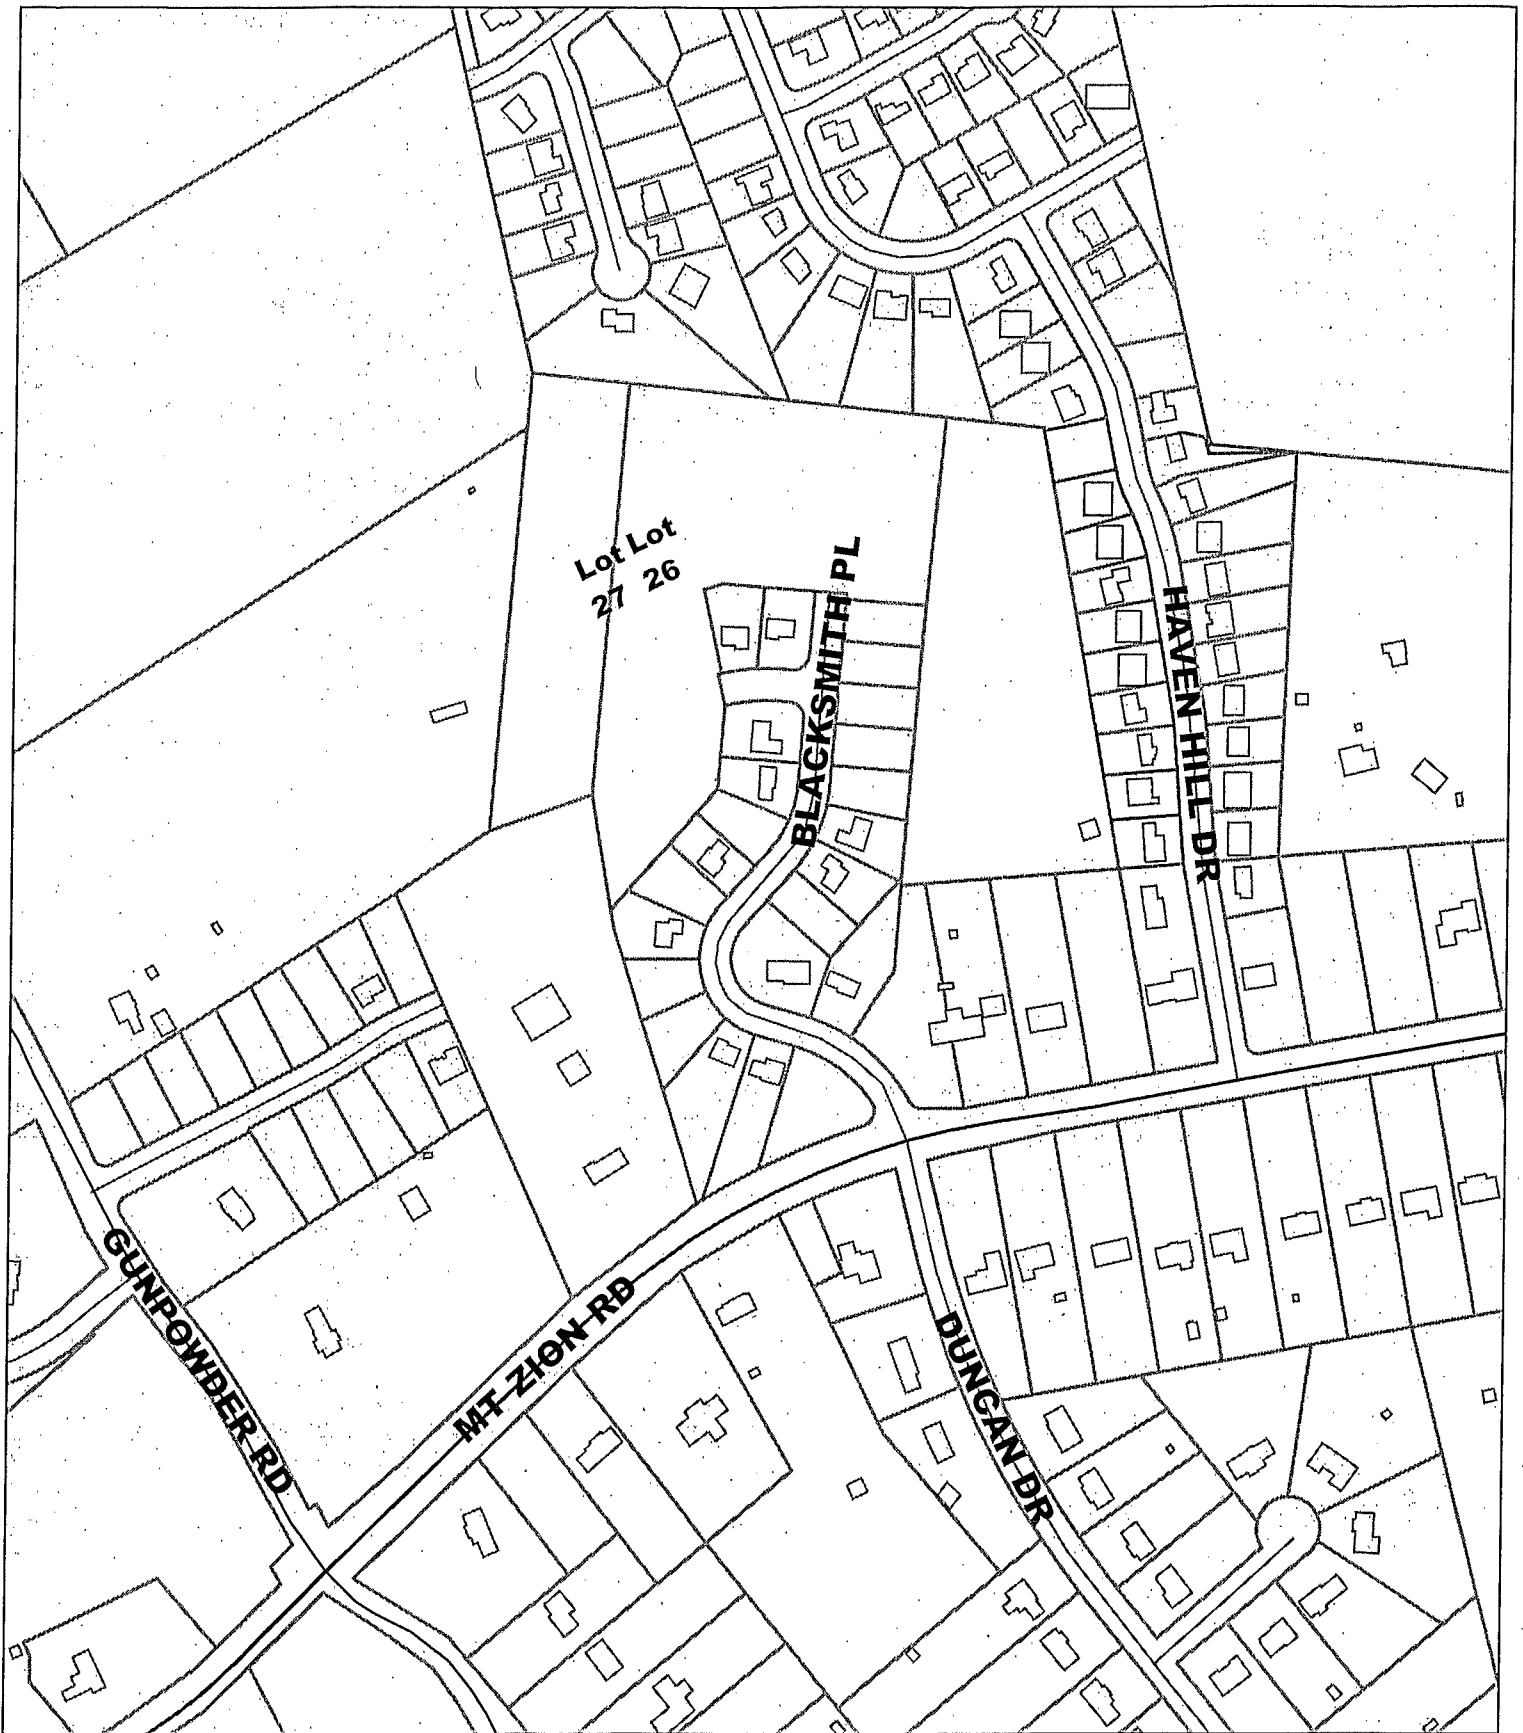 Lot Lot
27 26
BLACKSMITH PL
HAVEN HILL DR
GUNPOWDER RD
MT ZION RD
DUNCAN DR